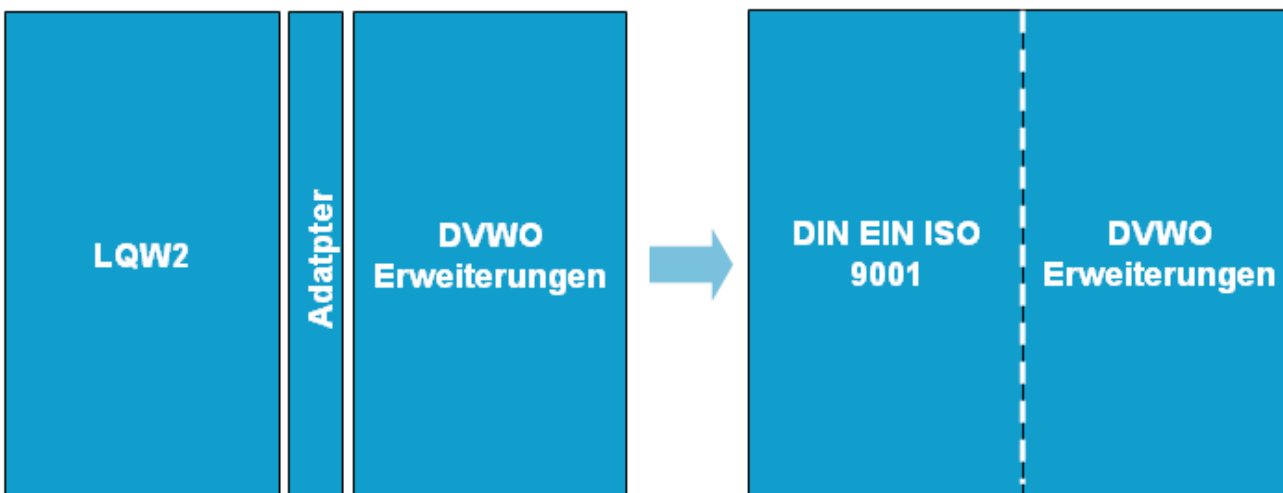 LQW2
Adatpter
DVWO
Erweiterungen
DIN EIN ISO
9001
DVWO
Erweiterungen